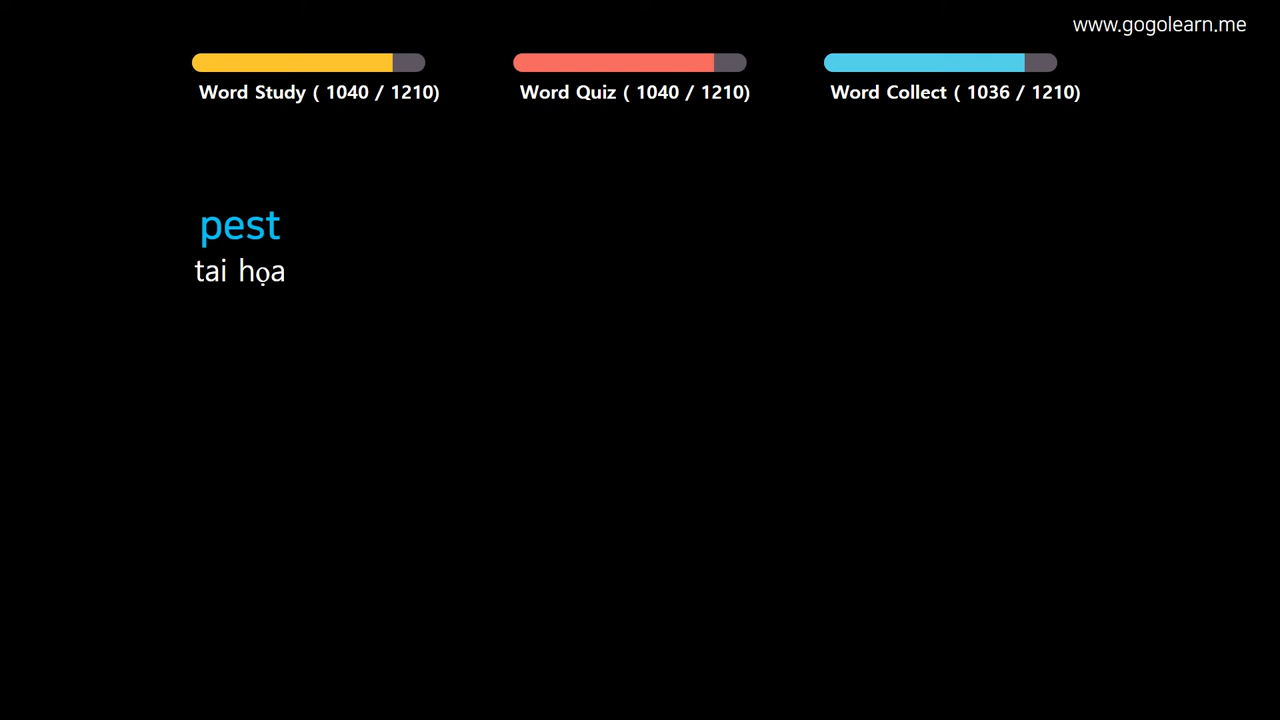 www.gogolearn.me
Word Study ( 1040 / 1210)
Word Quiz ( 1040 / 1210)
Word Collect ( 1036 / 1210)
pest
tai họa